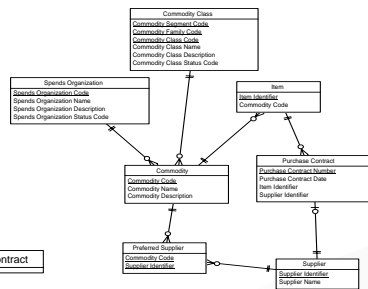 Commodity Class
Commodity Segment Code
Commodity Family Code
Commodity Class Code
Commodity Class Name
Commodity Class Description
Commodity Class Status Code
Spends Organization
Spends Organization Code
Spends Organization Name
Spends Organization Description
Spends Organization Status Code
Item
Item Identifier
Commodity Code
Purchase Contract
Purchase Contract Number
Purchase Contract Date
Item Identifier
Supplier Identifier
Commodity
Commodity Code
Commodity Name
Commodity Description
Preferred Supplier
Commodity Code
Supplier Identifier
ontract
Supplier
Supplier Identifier
Supplier Name